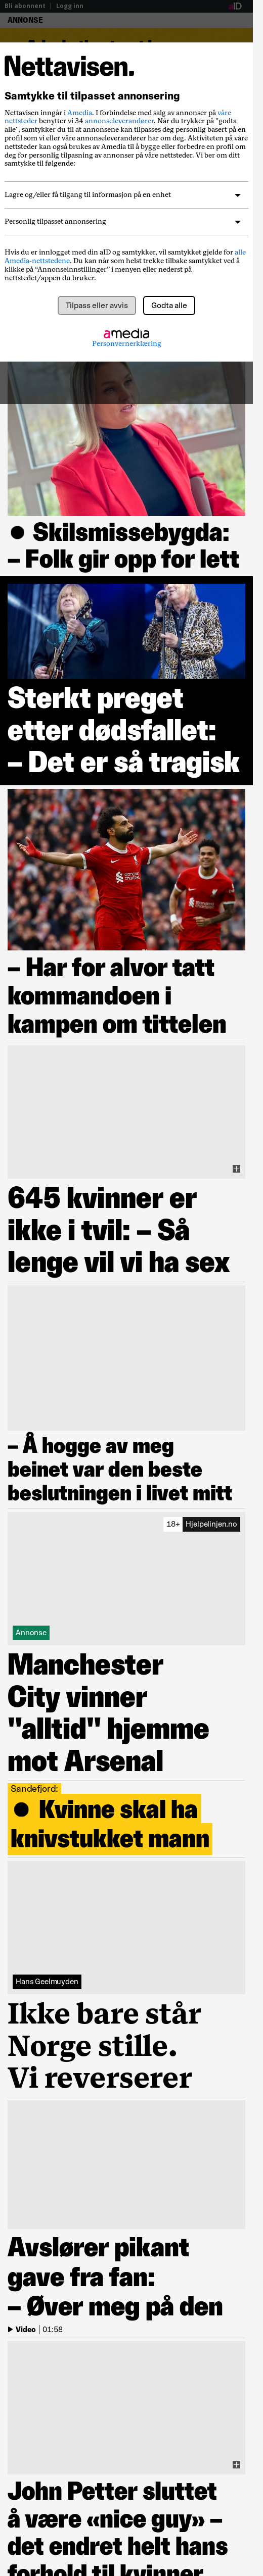 Bli abonnent | Logg inn
aID
ANNONSE
Nettavisen.
Samtykke til tilpasset annonsering
Nettavisen inngår i Amedia. I forbindelse med salg av annonser på våre
nettsteder benytter vi 34 annonseleverandører. Når du trykker på "godta
alle", samtykker du til at annonsene kan tilpasses deg personlig basert på en
profil som vi eller våre annonseleverandører har om deg. Aktiviteten på våre
nettsteder kan også brukes av Amedia til å bygge eller forbedre en profil om
deg for personlig tilpasning av annonser på våre nettsteder. Vi ber om ditt
samtykke til følgende:
Lagre og/eller få tilgang til informasjon på en enhet
Personlig tilpasset annonsering
Hvis du er innlogget med din aID og samtykker, vil samtykket gjelde for alle
Amedia-nettstedene. Du kan når som helst trekke tilbake samtykket ved å
klikke på “Annonseinnstillinger” i menyen eller nederst på
nettstedet/appen du bruker.
Tilpass eller avvis
Godta alle
amedia
Personvernerklæring
● Skilsmissebygda:
– Folk gir opp for lett
Sterkt preget
etter dødsfallet:
– Det er så tragisk
– Har for alvor tatt
kommandoen i
kampen om tittelen
645 kvinner er
ikke i tvil: – Så
lenge vil vi ha sex
– Å hogge av meg
beinet var den beste
beslutningen i livet mitt
18+ Hjelpelinjen.no
Annonse
Manchester
City vinner
"alltid" hjemme
mot Arsenal
Sandefjord:
● Kvinne skal ha
knivstukket mann
Hans Geelmuyden
Ikke bare står
Norge stille.
Vi reverserer
Avslører pikant
gave fra fan:
– Øver meg på den
Video | 01:58
John Petter sluttet
å være «nice guy» –
det endret helt hans
forhold til kvinner